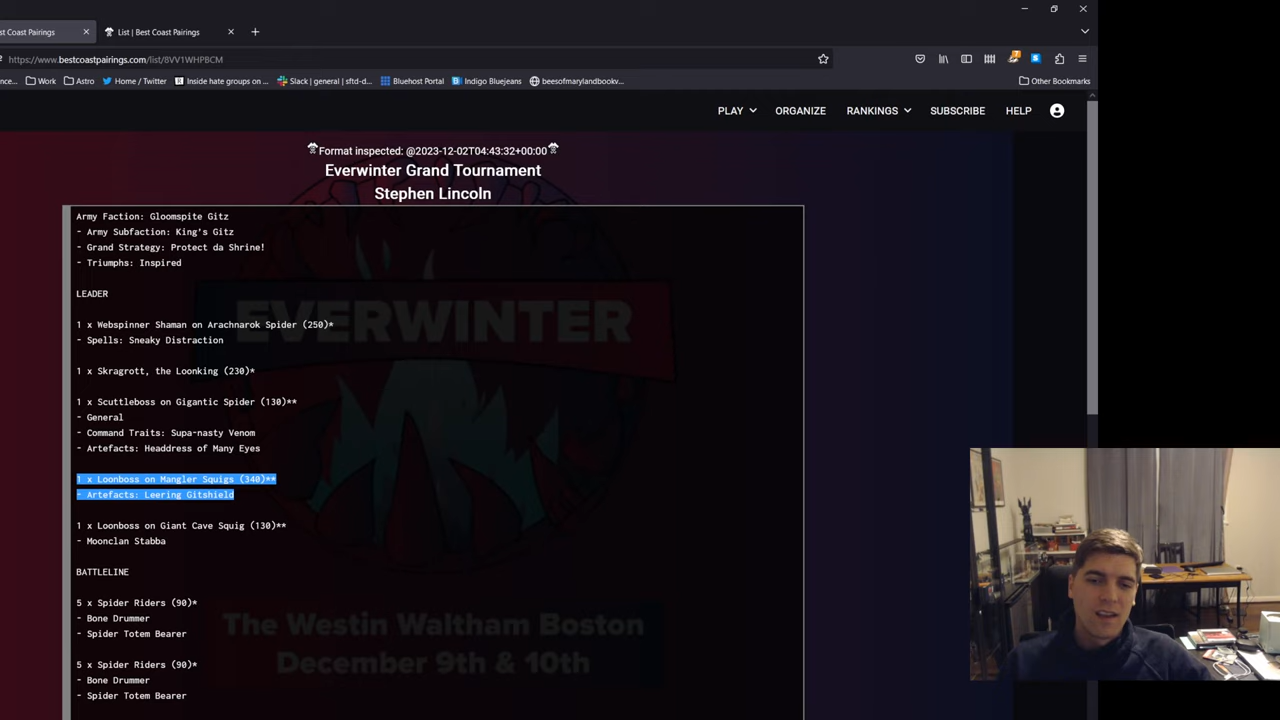 st Coast Pairings
List | Best Coast Pairings
https://www.bestcoastpairings.com/list/8VV1WHPBCM
nce...
Work
Astro
Home / Twitter
Inside hate groups on ...
Slack | general | sftd-d...
Bluehost Portal
Indigo Bluejeans
beesofmarylandbookv...
Other Bookmarks
PLAY
ORGANIZE
RANKINGS
SUBSCRIBE
HELP
Format inspected: @2023-12-02T04:43:32+00:00
Everwinter Grand Tournament
Stephen Lincoln
Army Faction: Gloomspite Gitz
- Army Subfaction: King's Gitz
- Grand Strategy: Protect da Shrine!
- Triumphs: Inspired
LEADER
1 x Webspinner Shaman on Arachnarok Spider (250)*
- Spells: Sneaky Distraction
1 x Skragrott, the Loonking (230)*
1 x Scuttleboss on Gigantic Spider (130)**
- General
- Command Traits: Supa-nasty Venom
- Artefacts: Headdress of Many Eyes
1 x Loonboss on Mangler Squigs (340)**
- Artefacts: Leering Gitshield
1 x Loonboss on Giant Cave Squig (130)**
- Moonclan Stabba
BATTLELINE
5 x Spider Riders (90)*
- Bone Drummer
- Spider Totem Bearer
5 x Spider Riders (90)*
- Bone Drummer
- Spider Totem Bearer
EVERWINTER
The Westin Waltham Boston
December 9th & 10th